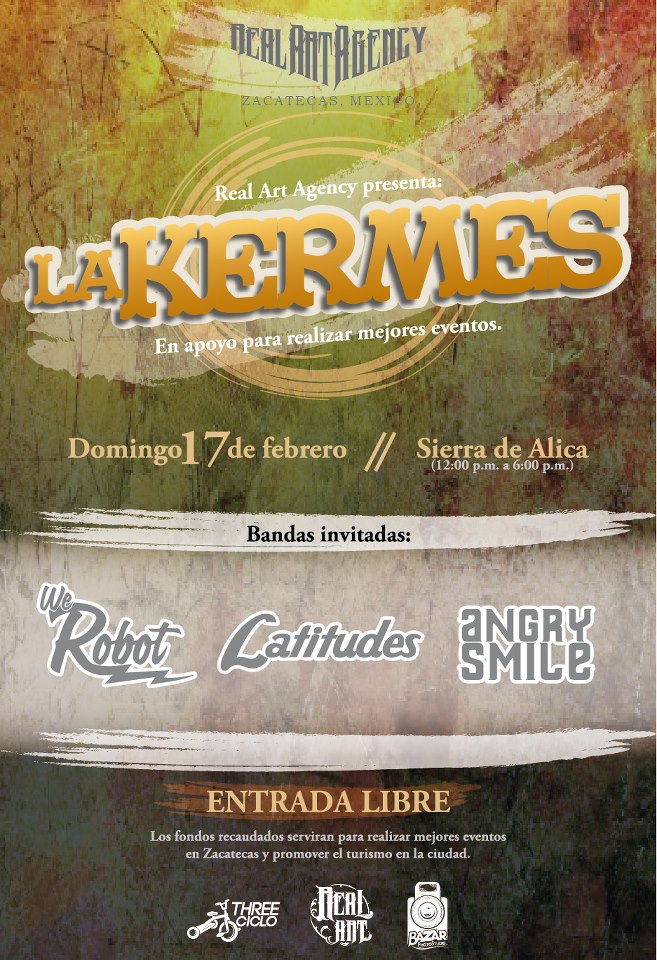 Real Art Agency
ZACATECAS, MEXICO
Real Art Agency presenta:
LA KERMES
En apoyo para realizar mejores eventos.
Domingo 17 de febrero // Sierra de Alica
(12:00 p.m. a 6:00 p.m.)
Bandas invitadas:
We Robot Latitudes ANGRY SMILE
ENTRADA LIBRE
Los fondos recaudados serviran para realizar mejores eventos
en Zacatecas y promover el turismo en la ciudad.
THREE CICLO REAL ART BAZAR